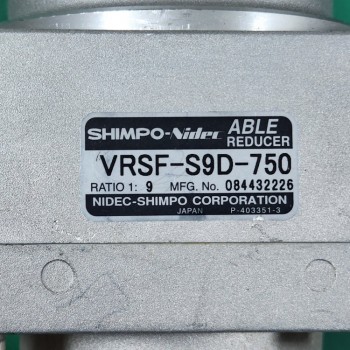 SHIMPO-Nidec ABLE REDUCER
VRSF-S9D-750
RATIO 1: 9 MFG. No. 084432226
NIDEC-SHIMPO CORPORATION
JAPAN P-403351-3